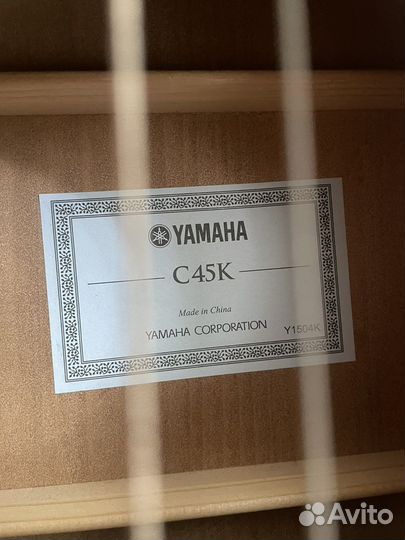 YAMAHA
C45K
Made in China
YAMAHA CORPORATION Y1504K
Avito